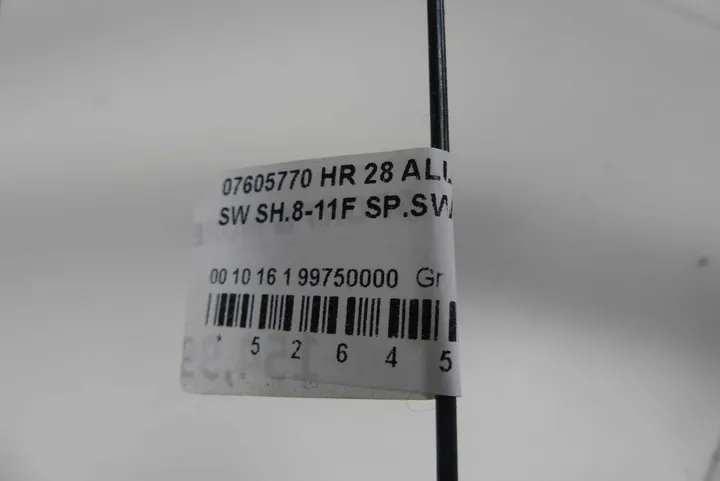 07605770 HR 28 ALU
SW SH.8-11F SP.SW
00 10 16 1 99750000 Gr
* 5 2 6 4 5